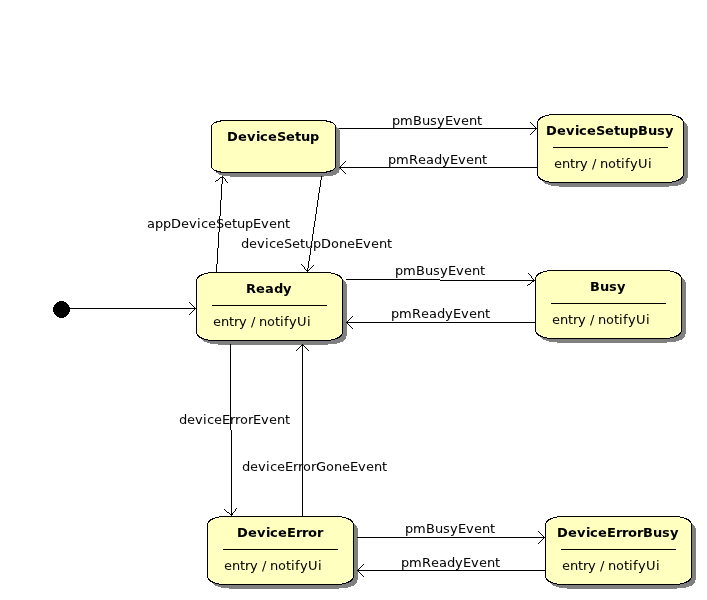 pmBusyEvent
DeviceSetup
DeviceSetupBusy
pmReadyEvent
entry / notifyUi
appDeviceSetupEvent
deviceSetupDoneEvent
pmBusyEvent
Ready
Busy
pmReadyEvent
entry / notifyUi
entry / notifyUi
deviceErrorEvent
deviceErrorGoneEvent
pmBusyEvent
DeviceError
DeviceErrorBusy
pmReadyEvent
entry / notifyUi
entry / notifyUi